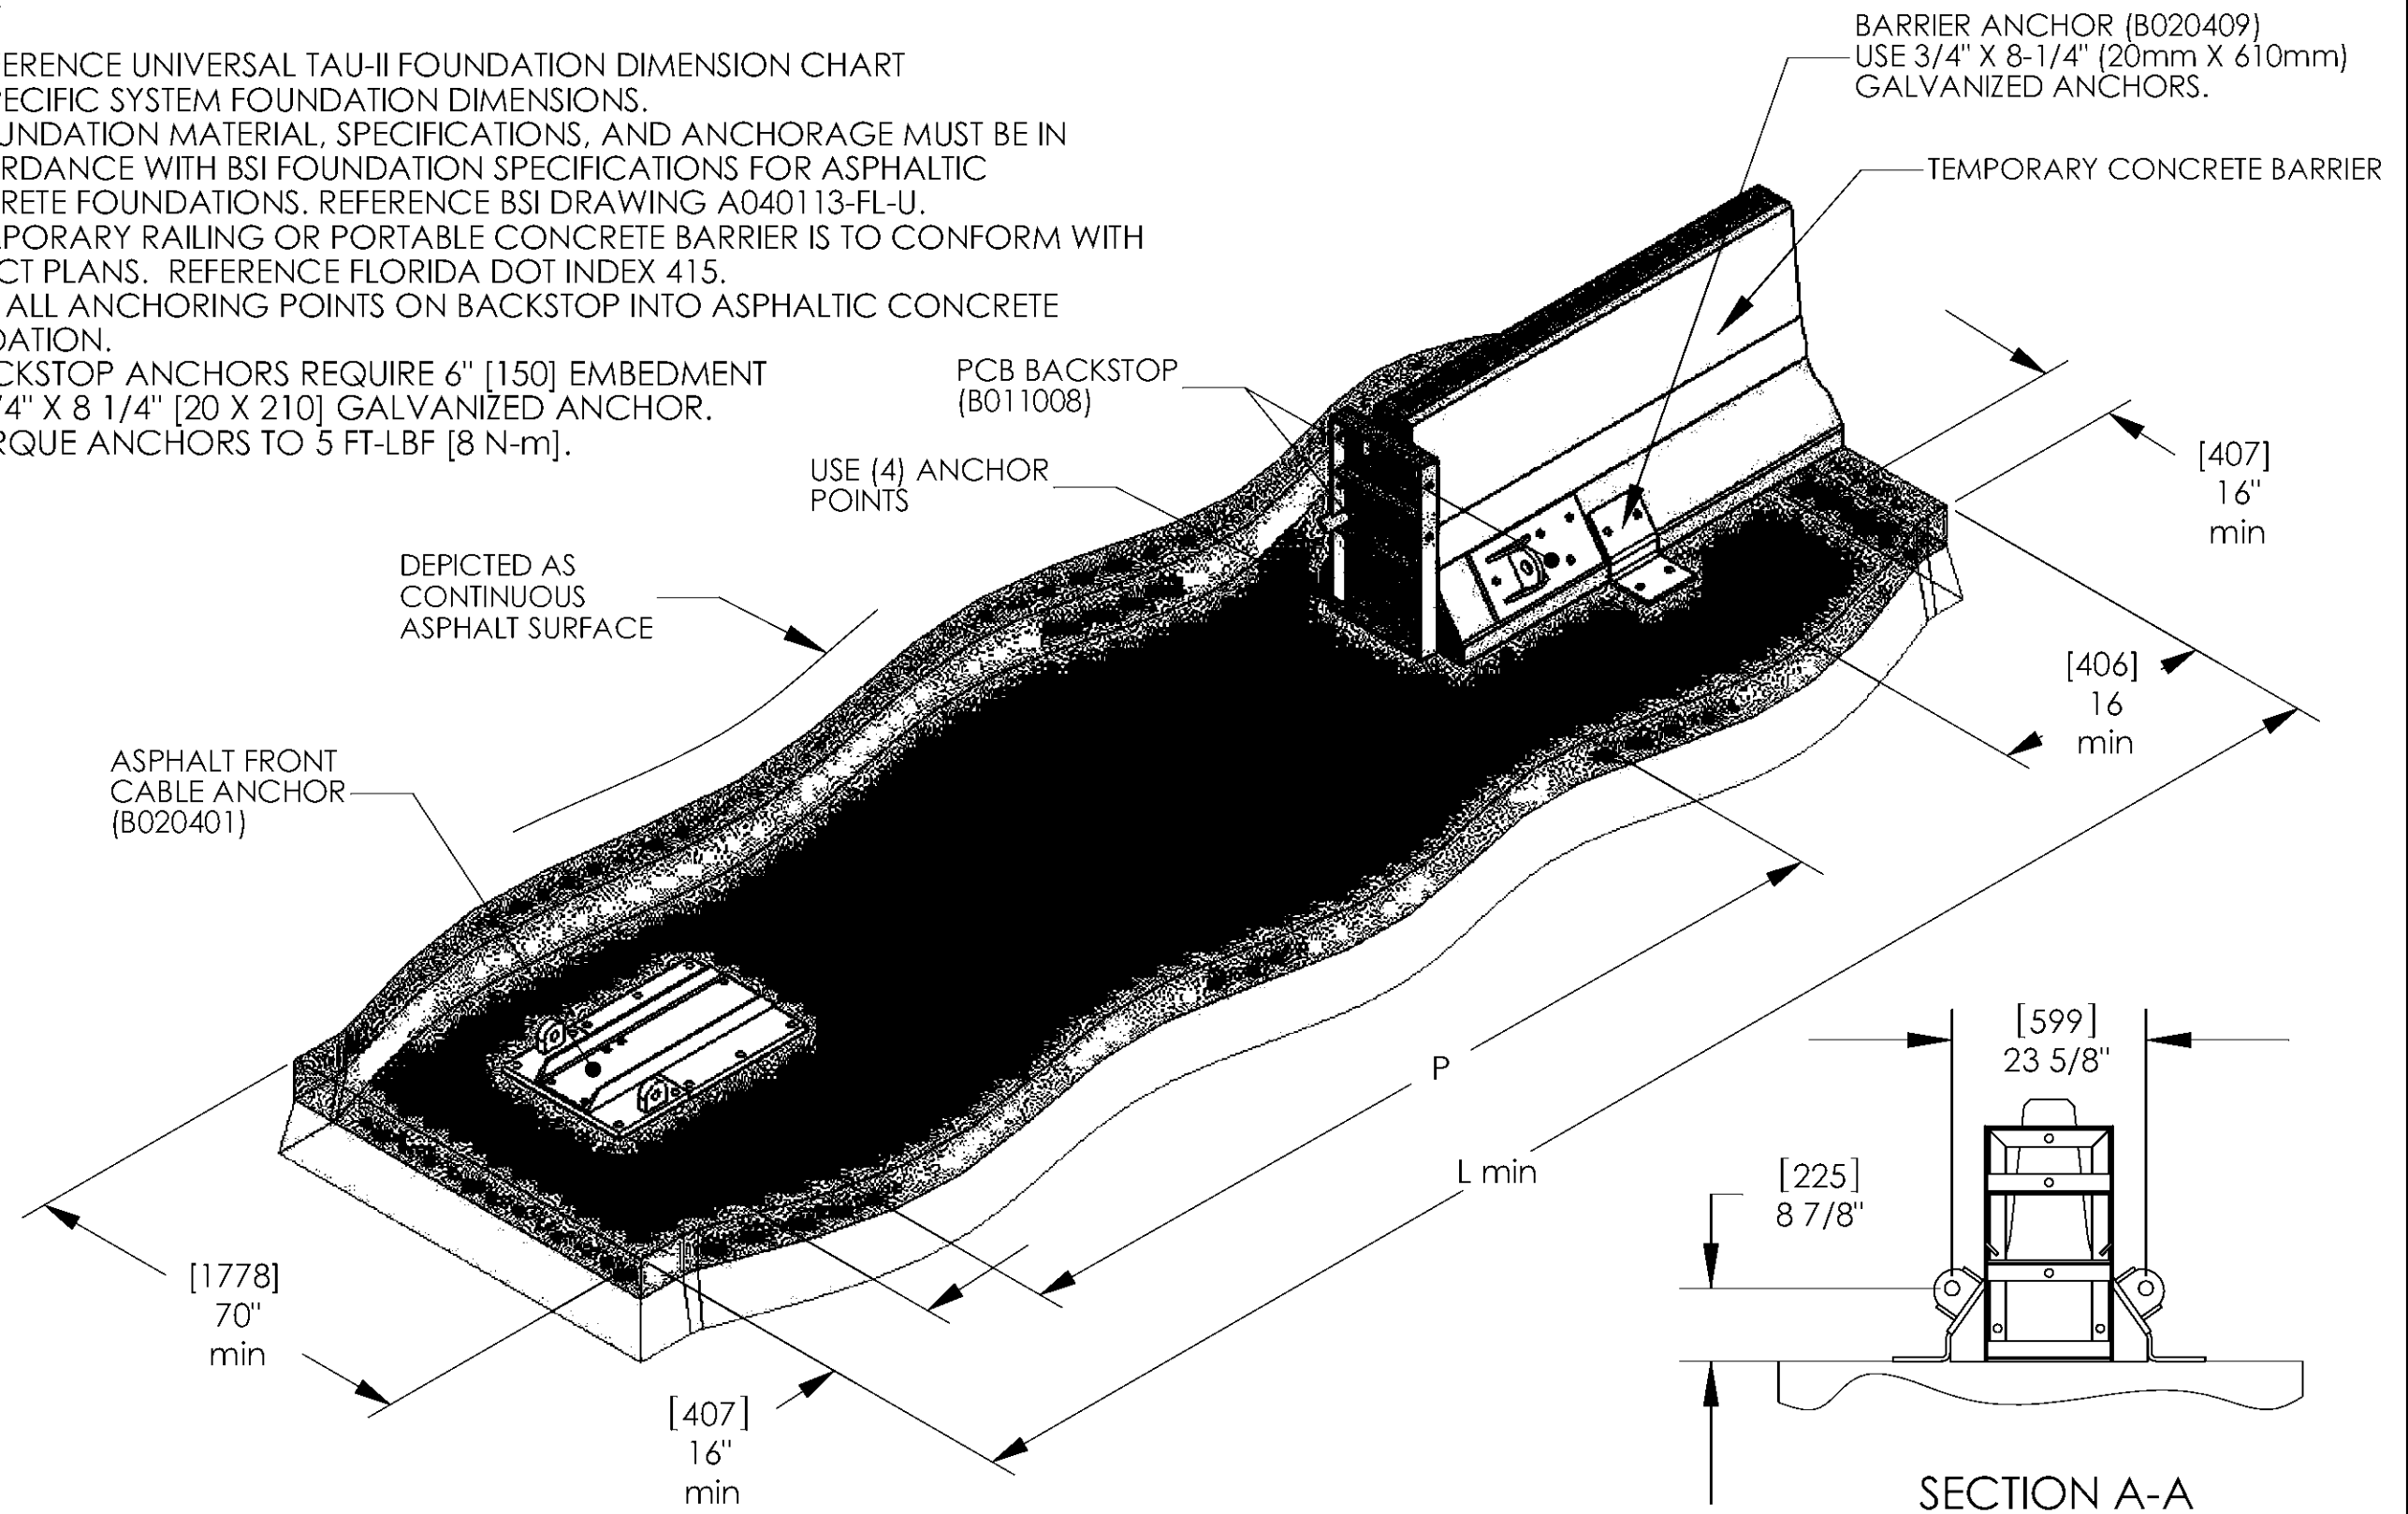 ERENCE UNIVERSAL TAU-II FOUNDATION DIMENSION CHART
PECIFIC SYSTEM FOUNDATION DIMENSIONS.
UNDATION MATERIAL, SPECIFICATIONS, AND ANCHORAGE MUST BE IN
RDANCE WITH BSI FOUNDATION SPECIFICATIONS FOR ASPHALTIC
RETE FOUNDATIONS. REFERENCE BSI DRAWING A040113-FL-U.
PORARY RAILING OR PORTABLE CONCRETE BARRIER IS TO CONFORM WITH
CT PLANS. REFERENCE FLORIDA DOT INDEX 415.
ALL ANCHORING POINTS ON BACKSTOP INTO ASPHALTIC CONCRETE
DATION.
CKSTOP ANCHORS REQUIRE 6" [150] EMBEDMENT
/4" X 8 1/4" [20 X 210] GALVANIZED ANCHOR.
RQUE ANCHORS TO 5 FT-LBF [8 N-m].
BARRIER ANCHOR (B020409)
USE 3/4" X 8-1/4" (20mm X 610mm)
GALVANIZED ANCHORS.
TEMPORARY CONCRETE BARRIER
PCB BACKSTOP
(B011008)
USE (4) ANCHOR
POINTS
DEPICTED AS
CONTINUOUS
ASPHALT SURFACE
ASPHALT FRONT
CABLE ANCHOR
(B020401)
[407]
16"
min
[406]
16
min
P
L min
[1778]
70"
min
[407]
16"
min
[599]
23 5/8"
[225]
8 7/8"
SECTION A-A